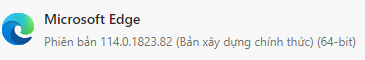 Microsoft Edge
Phiên bản 114.0.1823.82 (Bản xây dựng chính thức) (64-bit)